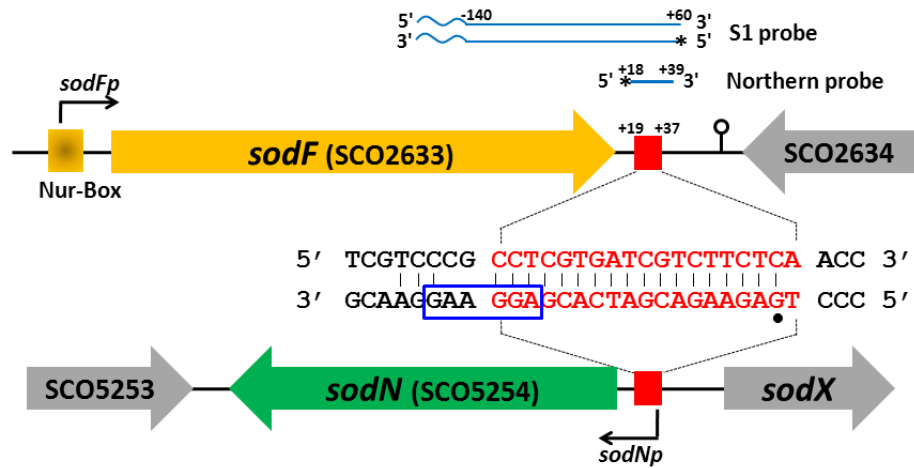 5' -140 +60 3'
3' * 5' S1 probe
5' *+18 +39 3' Northern probe
sodFp
+19 +37
sodF (SCO2633) SCO2634
Nur-Box
5' TCGTCCCG CCTCGTGATCGTCTTCTCA ACC 3'
3' GCAAGGAA GGAGCACTAGCAGAAGAGT CCC 5'
SCO5253 sodN (SCO5254) sodX
sodNp